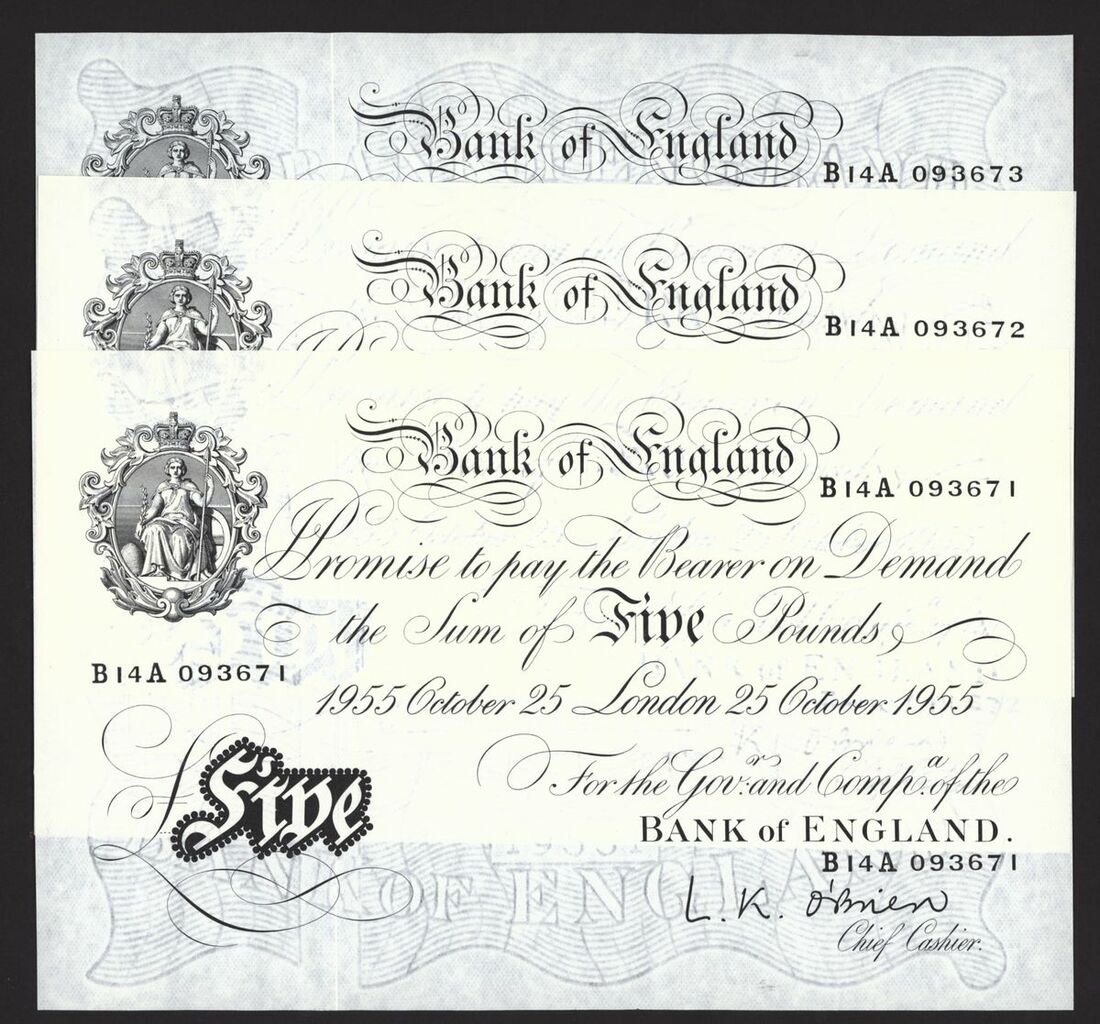 Bank of England
B14A 093673
Bank of England
B14A 093672
Bank of England
B14A 093671
I Promise to pay the Bearer on Demand
the Sum of Five Pounds
B14A 093671
1955 October 25 London 25 October 1955
For the Gov.r and Comp.a of the
BANK of ENGLAND.
£Five
B14A 093671
L. K. O'Brien
Chief Cashier.
OF ENGLA